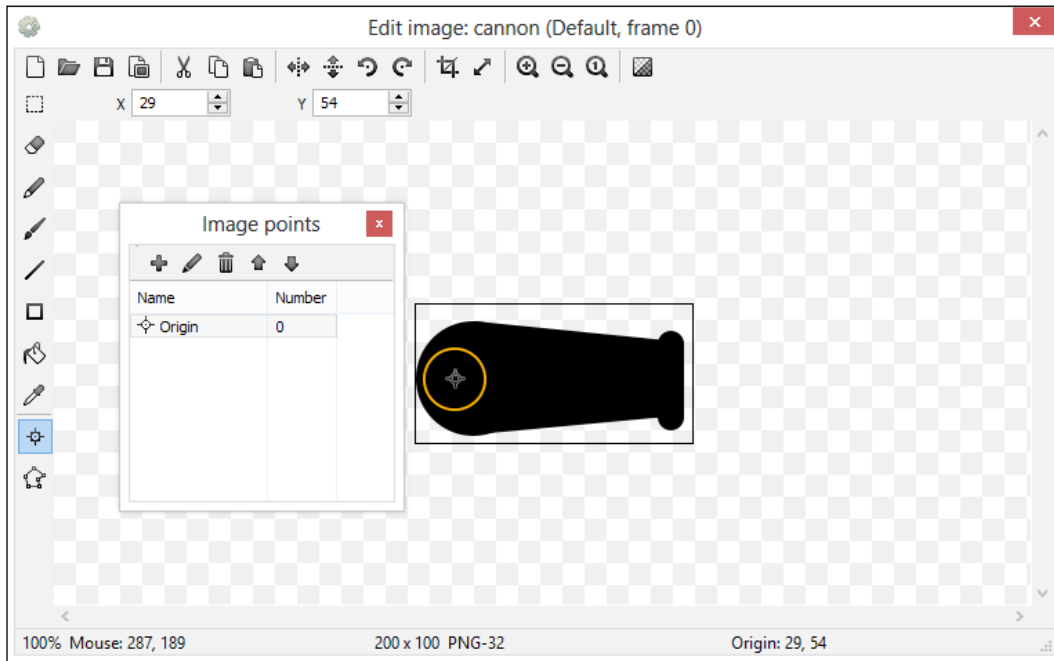 Edit image: cannon (Default, frame 0)
X 29 Y 54
Image points
Name Number
Origin 0
100% Mouse: 287, 189 200 x 100 PNG-32 Origin: 29, 54